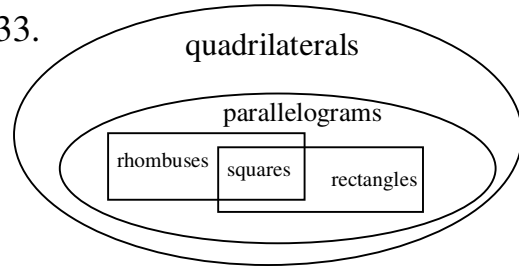 33.
quadrilaterals
parallelograms
rhombuses
squares
rectangles